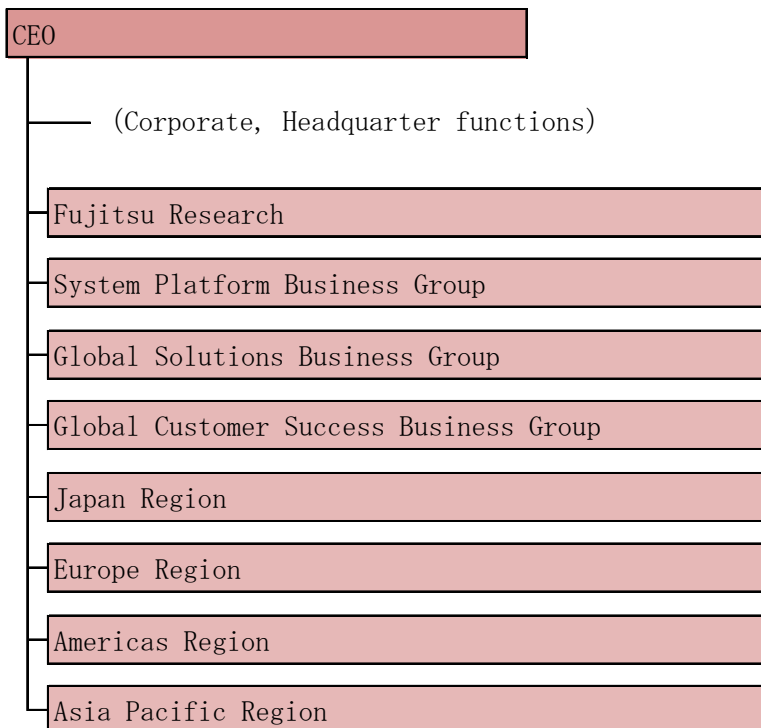 CEO
(Corporate, Headquarter functions)
Fujitsu Research
System Platform Business Group
Global Solutions Business Group
Global Customer Success Business Group
Japan Region
Europe Region
Americas Region
Asia Pacific Region